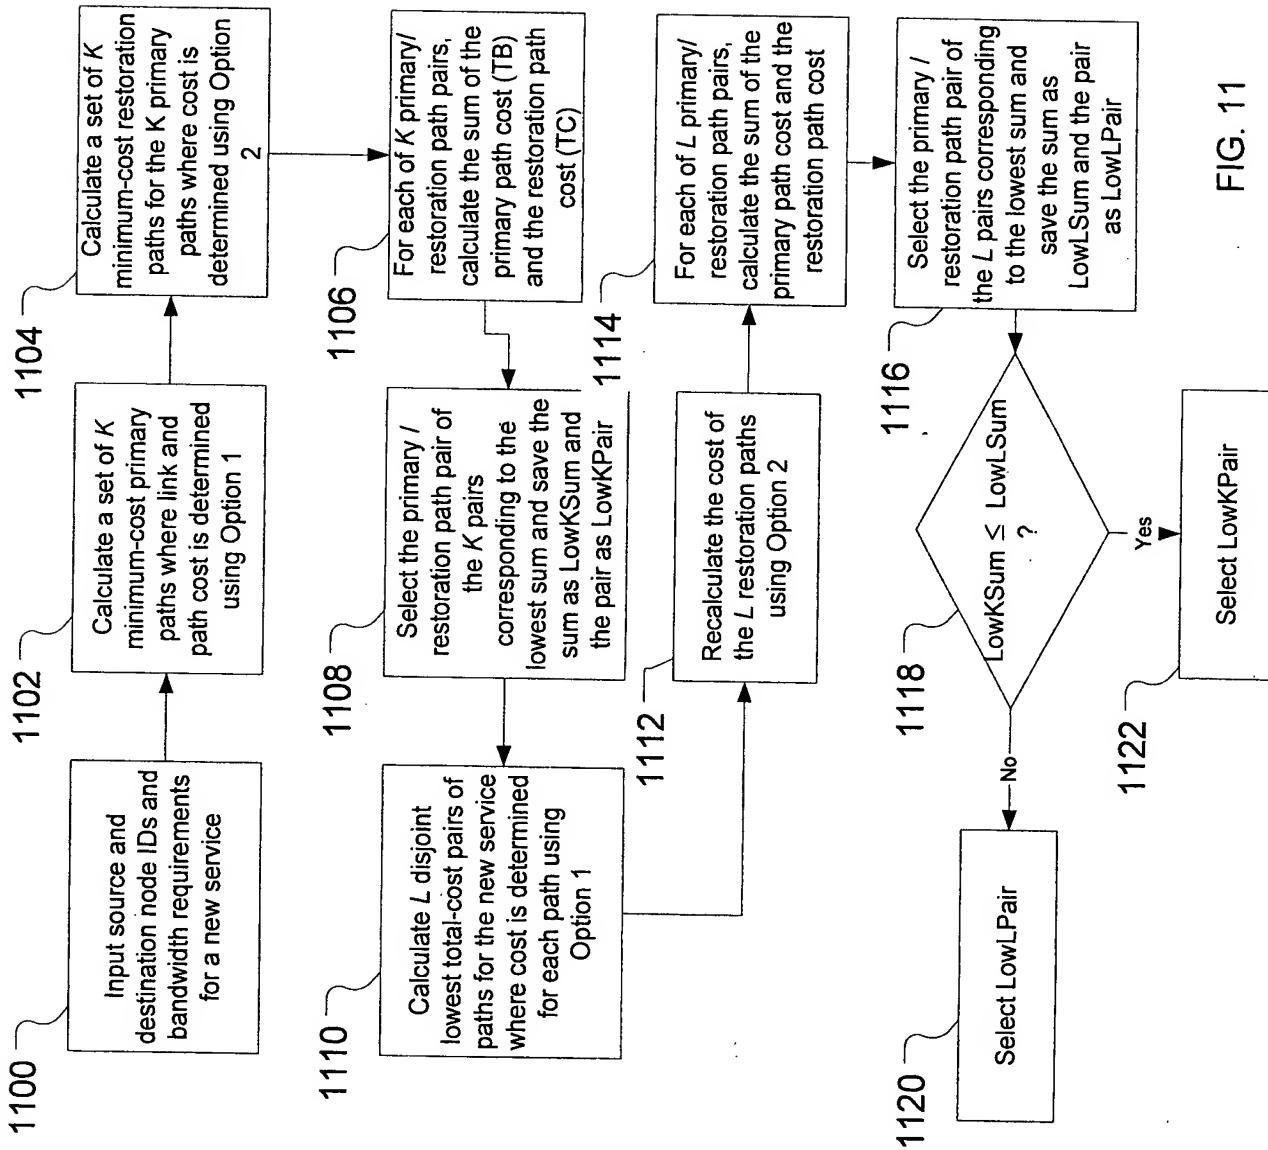 1100
Input source and
destination node IDs and
bandwidth requirements
for a new service
1102
Calculate a set of K
minimum-cost primary
paths where link and
path cost is determined
using Option 1
1104
Calculate a set of K
minimum-cost restoration
paths for the K primary
paths where cost is
determined using Option
2
1106
For each of K primary/
restoration path pairs,
calculate the sum of the
primary path cost (TB)
and the restoration path
cost (TC)
1108
Select the primary /
restoration path pair of
the K pairs
corresponding to the
lowest sum and save the
sum as LowKSum and
the pair as LowKPair
1110
Calculate L disjoint
lowest total-cost pairs of
paths for the new service
where cost is determined
for each path using
Option 1
1112
Recalculate the cost of
the L restoration paths
using Option 2
1114
For each of L primary/
restoration path pairs,
calculate the sum of the
primary path cost and the
restoration path cost
1116
Select the primary /
restoration path pair of
the L pairs corresponding
to the lowest sum and
save the sum as
LowLSum and the pair
as LowLPair
1118
LowKSum ≤ LowLSum
?
No
Yes
1120
Select LowLPair
1122
Select LowKPair
FIG. 11